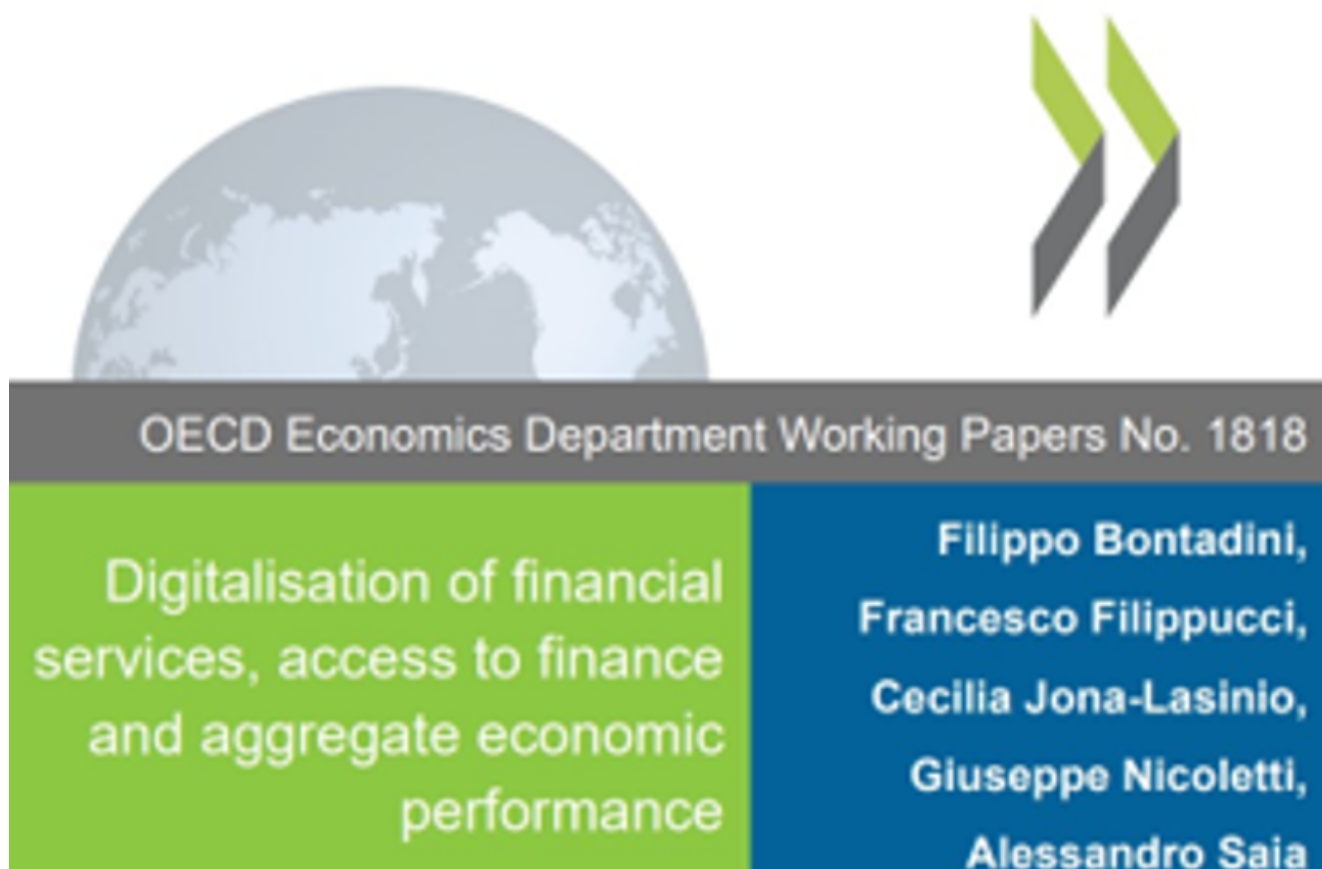 OECD Economics Department Working Papers No. 1818
Digitalisation of financial
services, access to finance
and aggregate economic
performance
Filippo Bontadini,
Francesco Filippucci,
Cecilia Jona-Lasinio,
Giuseppe Nicoletti,
Alessandro Saia